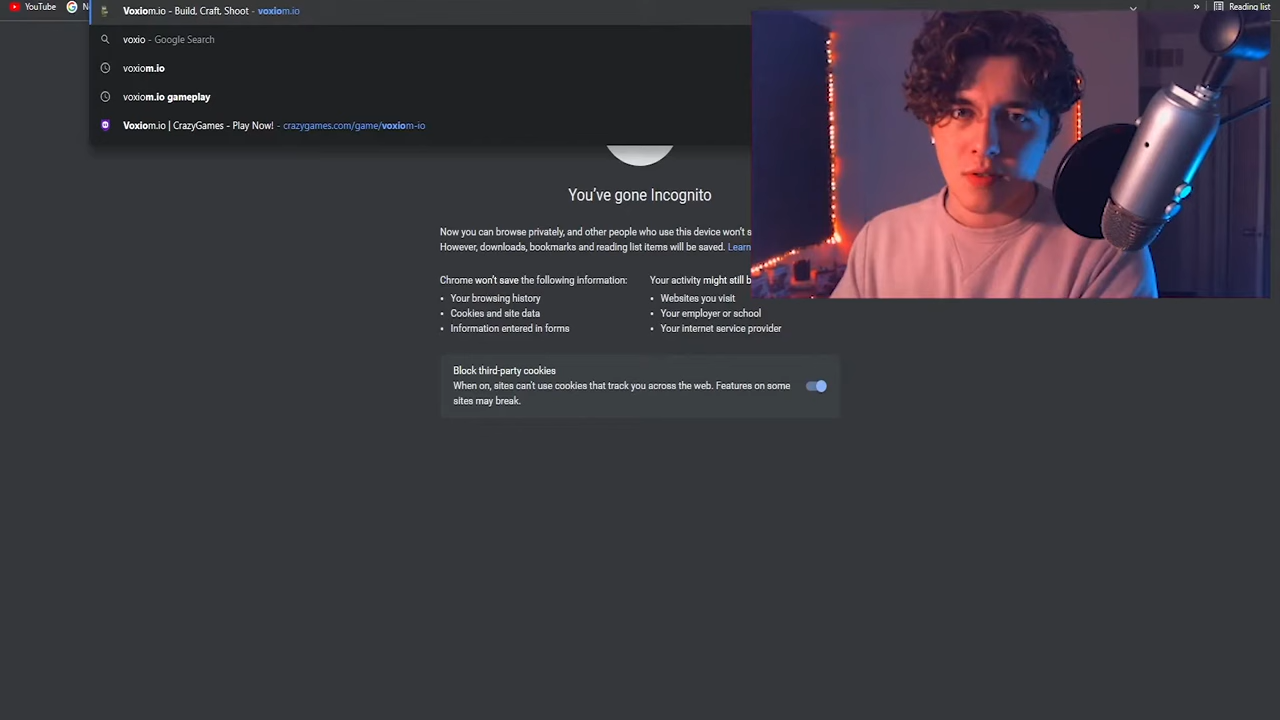 YouTube
Voxiom.io - Build, Craft, Shoot - voxiom.io
Reading list
voxio - Google Search
voxiom.io
voxiom.io gameplay
Voxiom.io | CrazyGames - Play Now! - crazygames.com/game/voxiom-io
You've gone Incognito
Now you can browse privately, and other people who use this device won't s
However, downloads, bookmarks and reading list items will be saved. Learn
Chrome won't save the following information:
• Your browsing history
• Cookies and site data
• Information entered in forms
Your activity might still b
• Websites you visit
• Your employer or school
• Your internet service provider
Block third-party cookies
When on, sites can't use cookies that track you across the web. Features on some
sites may break.